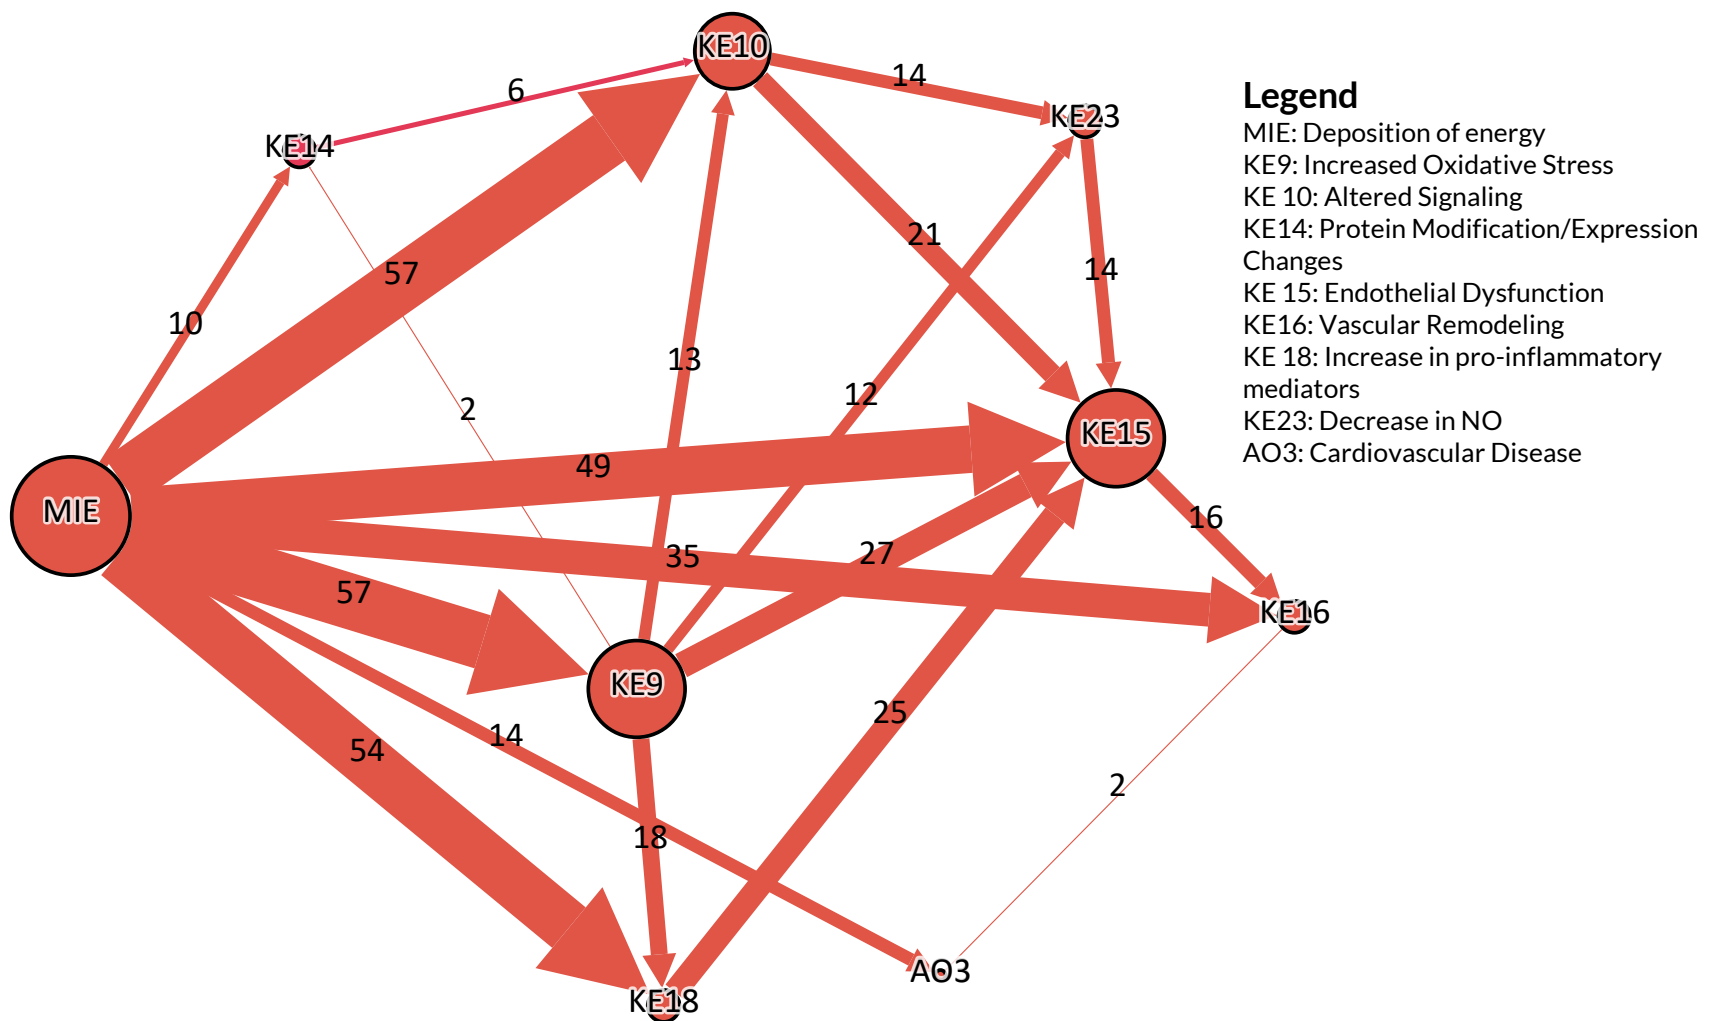 KE10
14
6
KE23
KE14
21
57
14
10
13
12
2
KE15
49
MIE
16
35
27
57
KE16
KE9
25
14
54
2
18
AO3
KE18
Legend
MIE: Deposition of energy
KE9: Increased Oxidative Stress
KE 10: Altered Signaling
KE14: Protein Modification/Expression
Changes
KE 15: Endothelial Dysfunction
KE16: Vascular Remodeling
KE 18: Increase in pro-inflammatory
mediators
KE23: Decrease in NO
AO3: Cardiovascular Disease